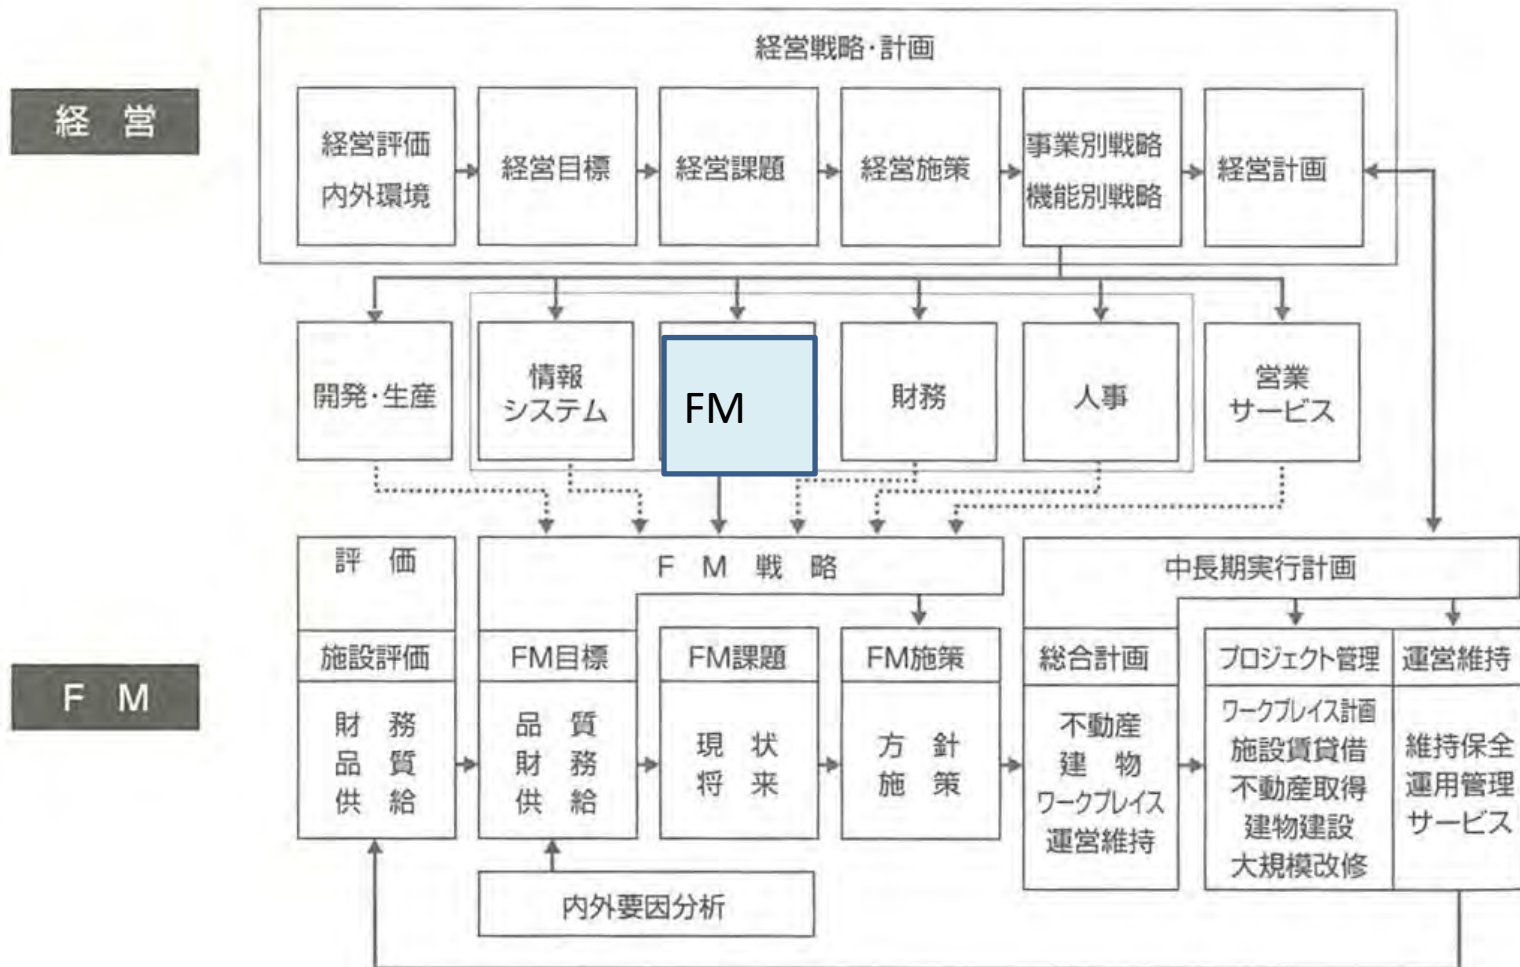 経営戦略・計画
経 営
経営評価
内外環境
経営目標
経営課題
経営施策
事業別戦略
機能別戦略
経営計画
開発・生産
情報
システム
FM
財務
人事
営業
サービス
評 価
F M 戦 略
中長期実行計画
F M
施設評価
財 務
品 質
供 給
FM目標
品 質
財 務
供 給
FM課題
現 状
将 来
FM施策
方 針
施 策
総合計画
不動産
建 物
ワークプレイス
運営維持
プロジェクト管理
ワークプレイス計画
施設賃貸借
不動産取得
建物建設
大規模改修
運営維持
維持保全
運用管理
サービス
内外要因分析